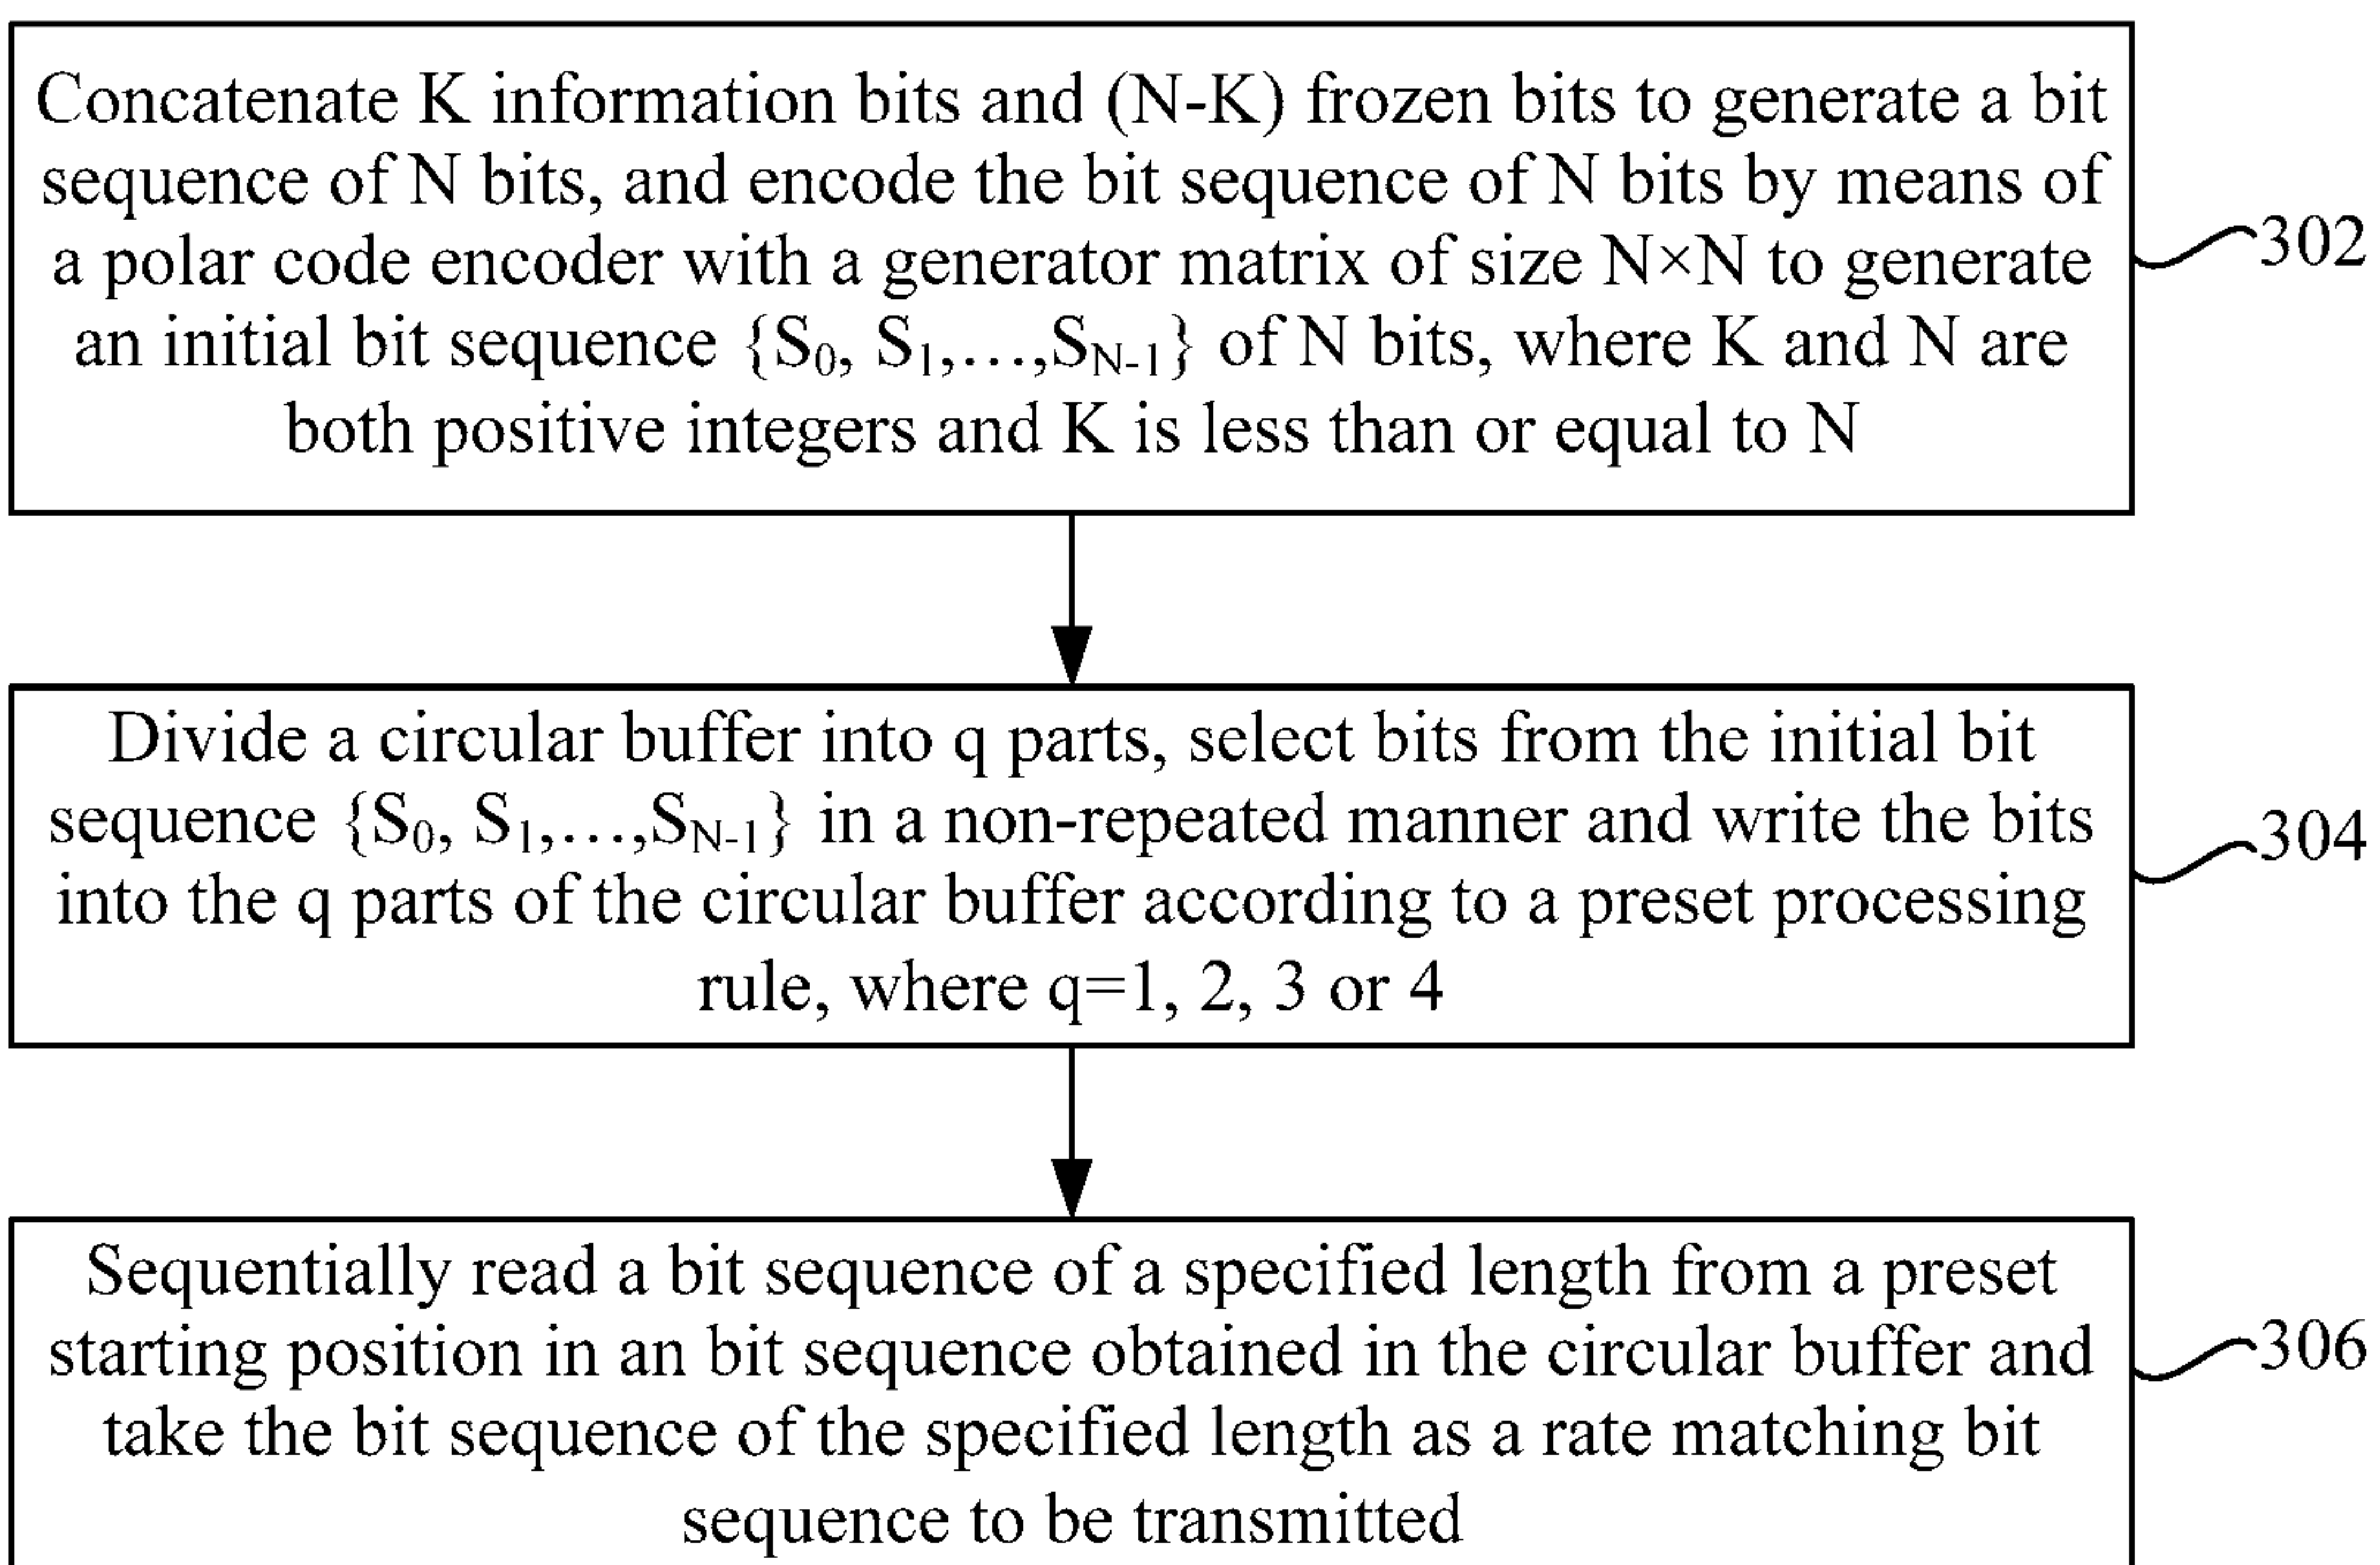 Concatenate K information bits and (N-K) frozen bits to generate a bit
sequence of N bits, and encode the bit sequence of N bits by means of
a polar code encoder with a generator matrix of size N×N to generate
an initial bit sequence {S0, S1,...,SN-1} of N bits, where K and N are
both positive integers and K is less than or equal to N
302
Divide a circular buffer into q parts, select bits from the initial bit
sequence {S0, S1,...,SN-1} in a non-repeated manner and write the bits
into the q parts of the circular buffer according to a preset processing
rule, where q=1, 2, 3 or 4
304
Sequentially read a bit sequence of a specified length from a preset
starting position in an bit sequence obtained in the circular buffer and
take the bit sequence of the specified length as a rate matching bit
sequence to be transmitted
306